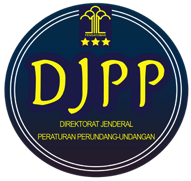 DJPP
DIREKTORAT JENDERAL
PERATURAN PERUNDANG-UNDANGAN